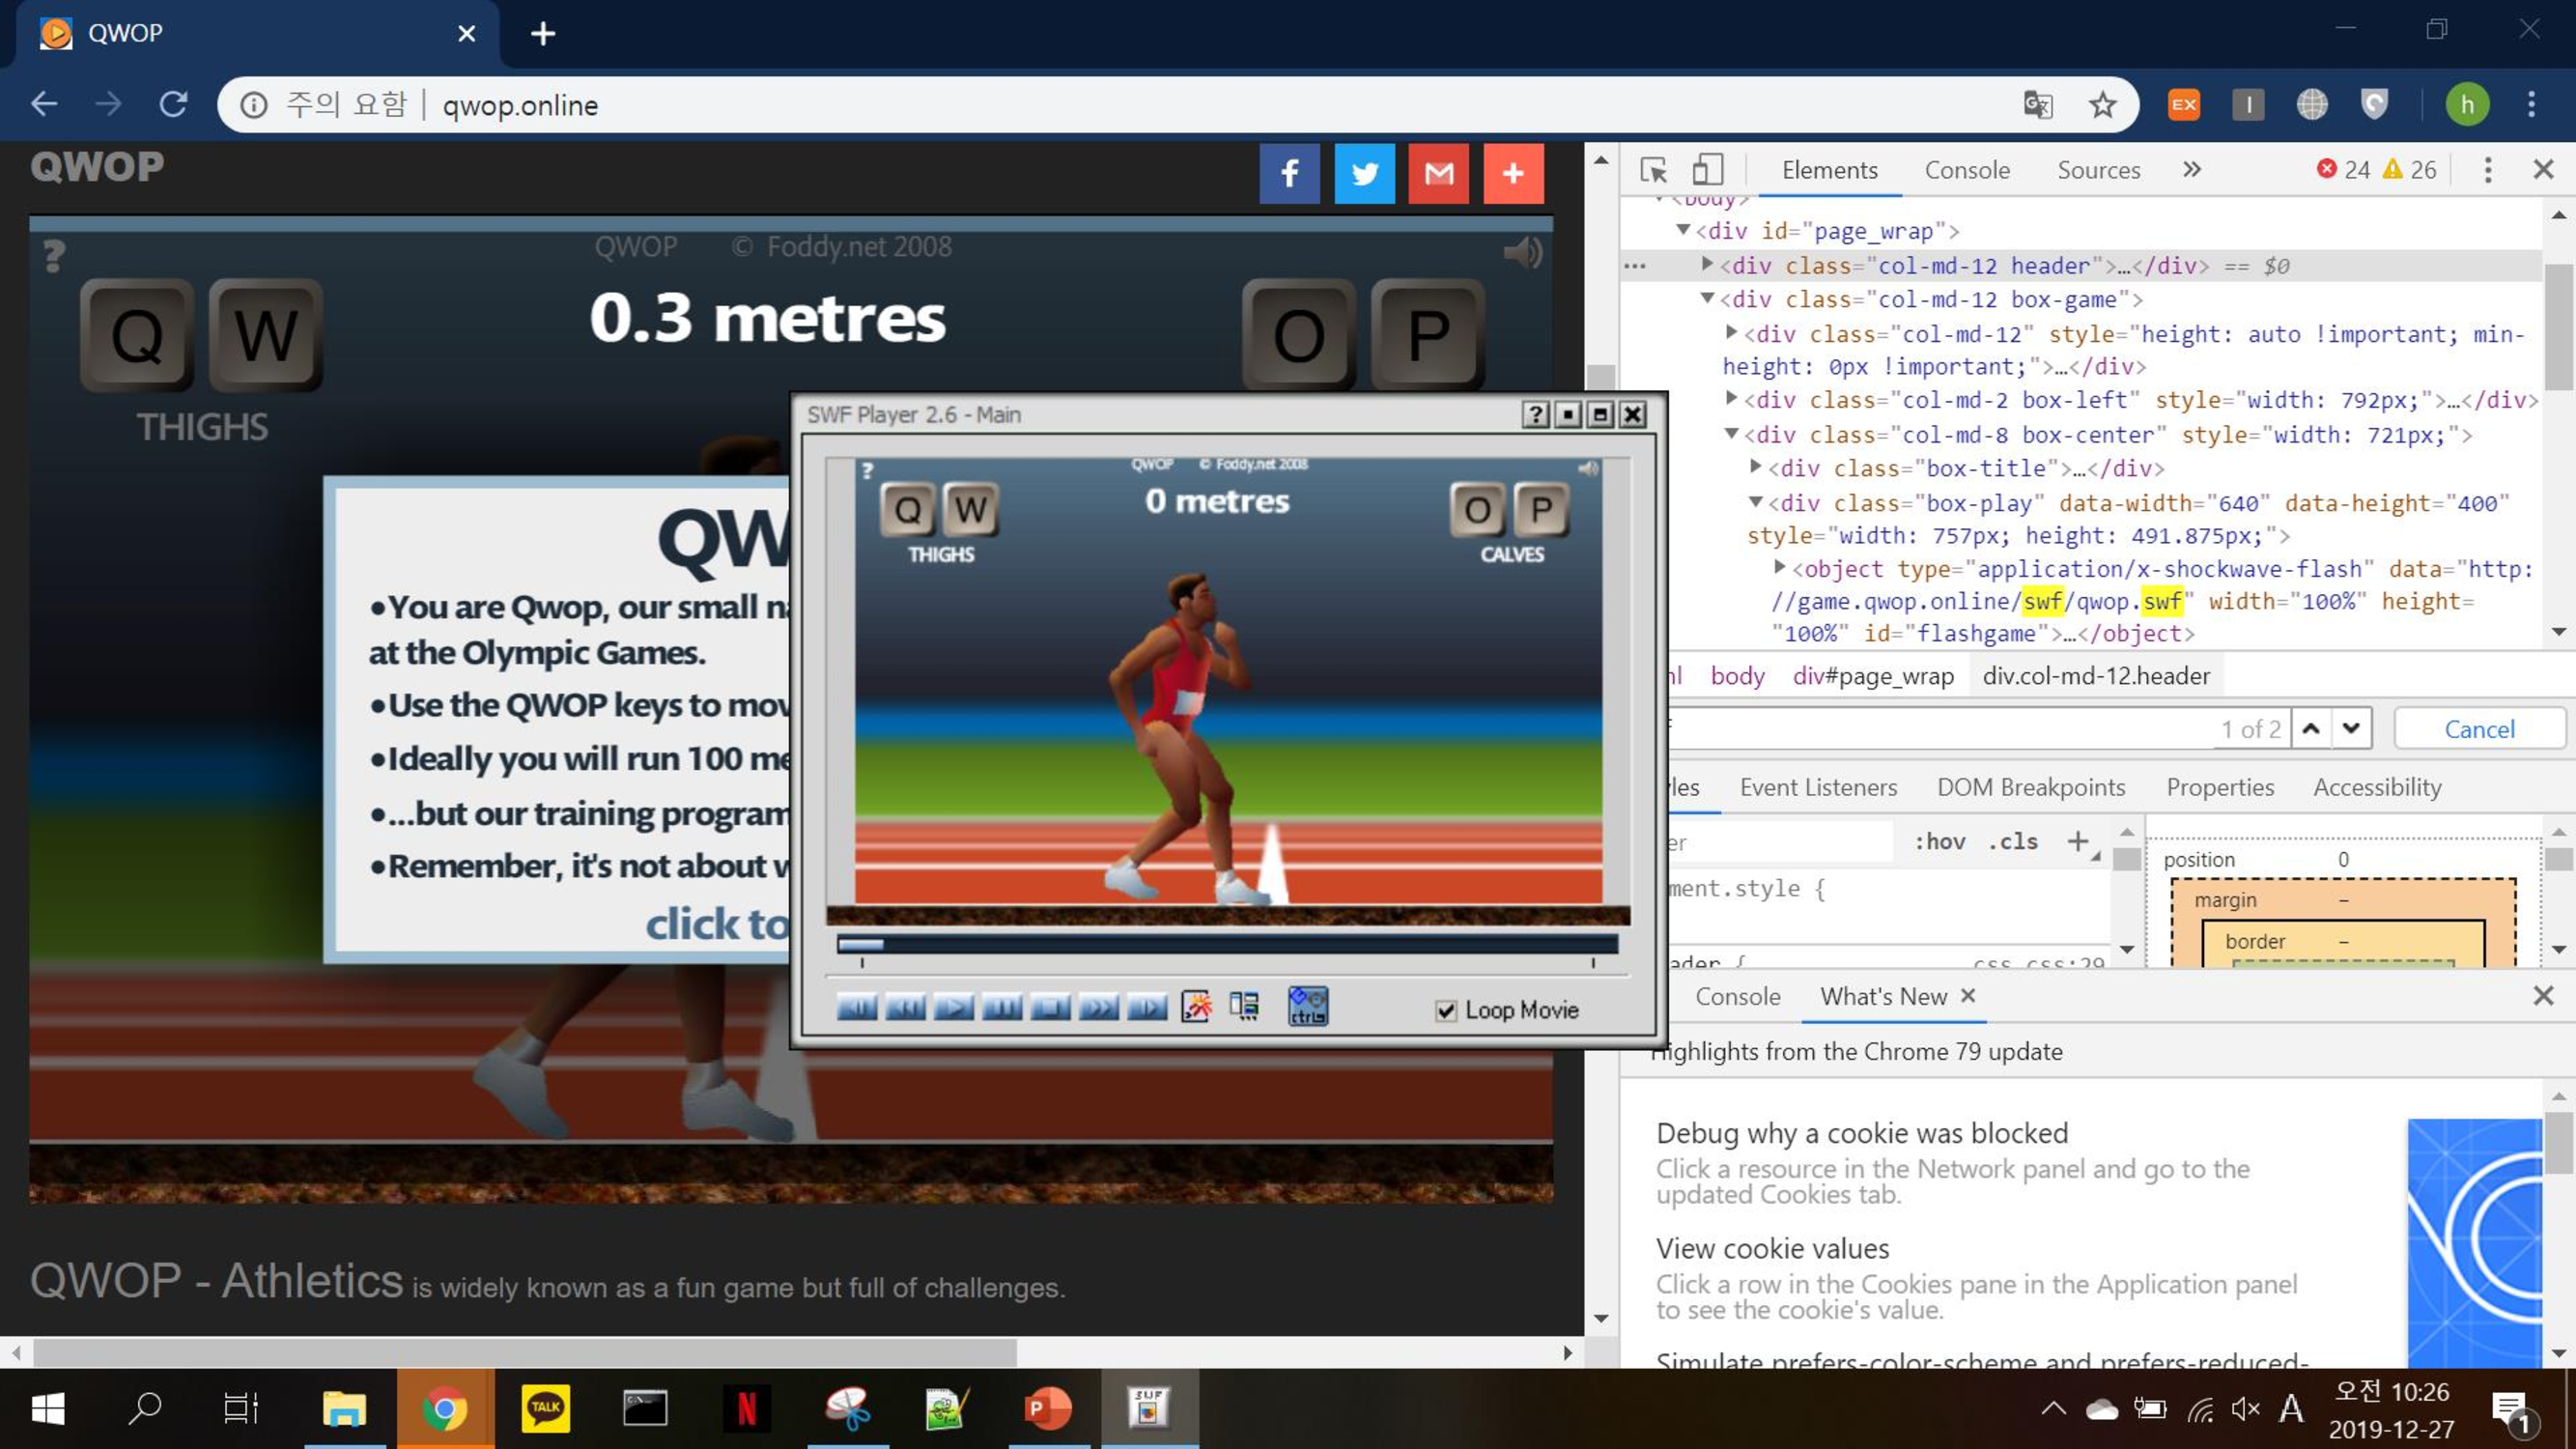 QWOP
주의 요함 qwop.online
EX
I
h
QWOP
f
?
QWOP © Foddy.net 2008
Q W
0.3 metres
O P
THIGHS
QW
•You are Qwop, our small
at the Olympic Games.
•Use the QWOP keys to
•Ideally you will run 100
•...but our training program
•Remember, it's not about
click to
SWF Player 2.6 - Main
?
QWOP © Foddy.net 2008
Q W
0 metres
O P
THIGHS
CALVES
ctrl
Loop Movie
QWOP - Athletics is widely known as a fun game but full of challenges.
Elements Console Sources » 24 26
<body>
▼<div id="page_wrap">
… ▶<div class="col-md-12 header">…</div> == $0
▼<div class="col-md-12 box-game">
▶<div class="col-md-12" style="height: auto !important; min-
height: 0px !important;">…</div>
▶<div class="col-md-2 box-left" style="width: 792px;">…</div>
▼<div class="col-md-8 box-center" style="width: 721px;">
▶<div class="box-title">…</div>
▼<div class="box-play" data-width="640" data-height="400"
style="width: 757px; height: 491.875px;">
▶<object type="application/x-shockwave-flash" data="http:
//game.qwop.online/swf/qwop.swf" width="100%" height=
"100%" id="flashgame">…</object>
body div#page_wrap div.col-md-12.header
1 of 2 Cancel
Event Listeners DOM Breakpoints Properties Accessibility
:hov .cls +
ment.style {
css.css:29
position 0
margin –
border –
Console What's New
Highlights from the Chrome 79 update
Debug why a cookie was blocked
Click a resource in the Network panel and go to the
updated Cookies tab.
View cookie values
Click a row in the Cookies pane in the Application panel
to see the cookie's value.
Simulate prefers-color-scheme and prefers-reduced-
TALK
N
P
SWF
A
오전 10:26
2019-12-27
1